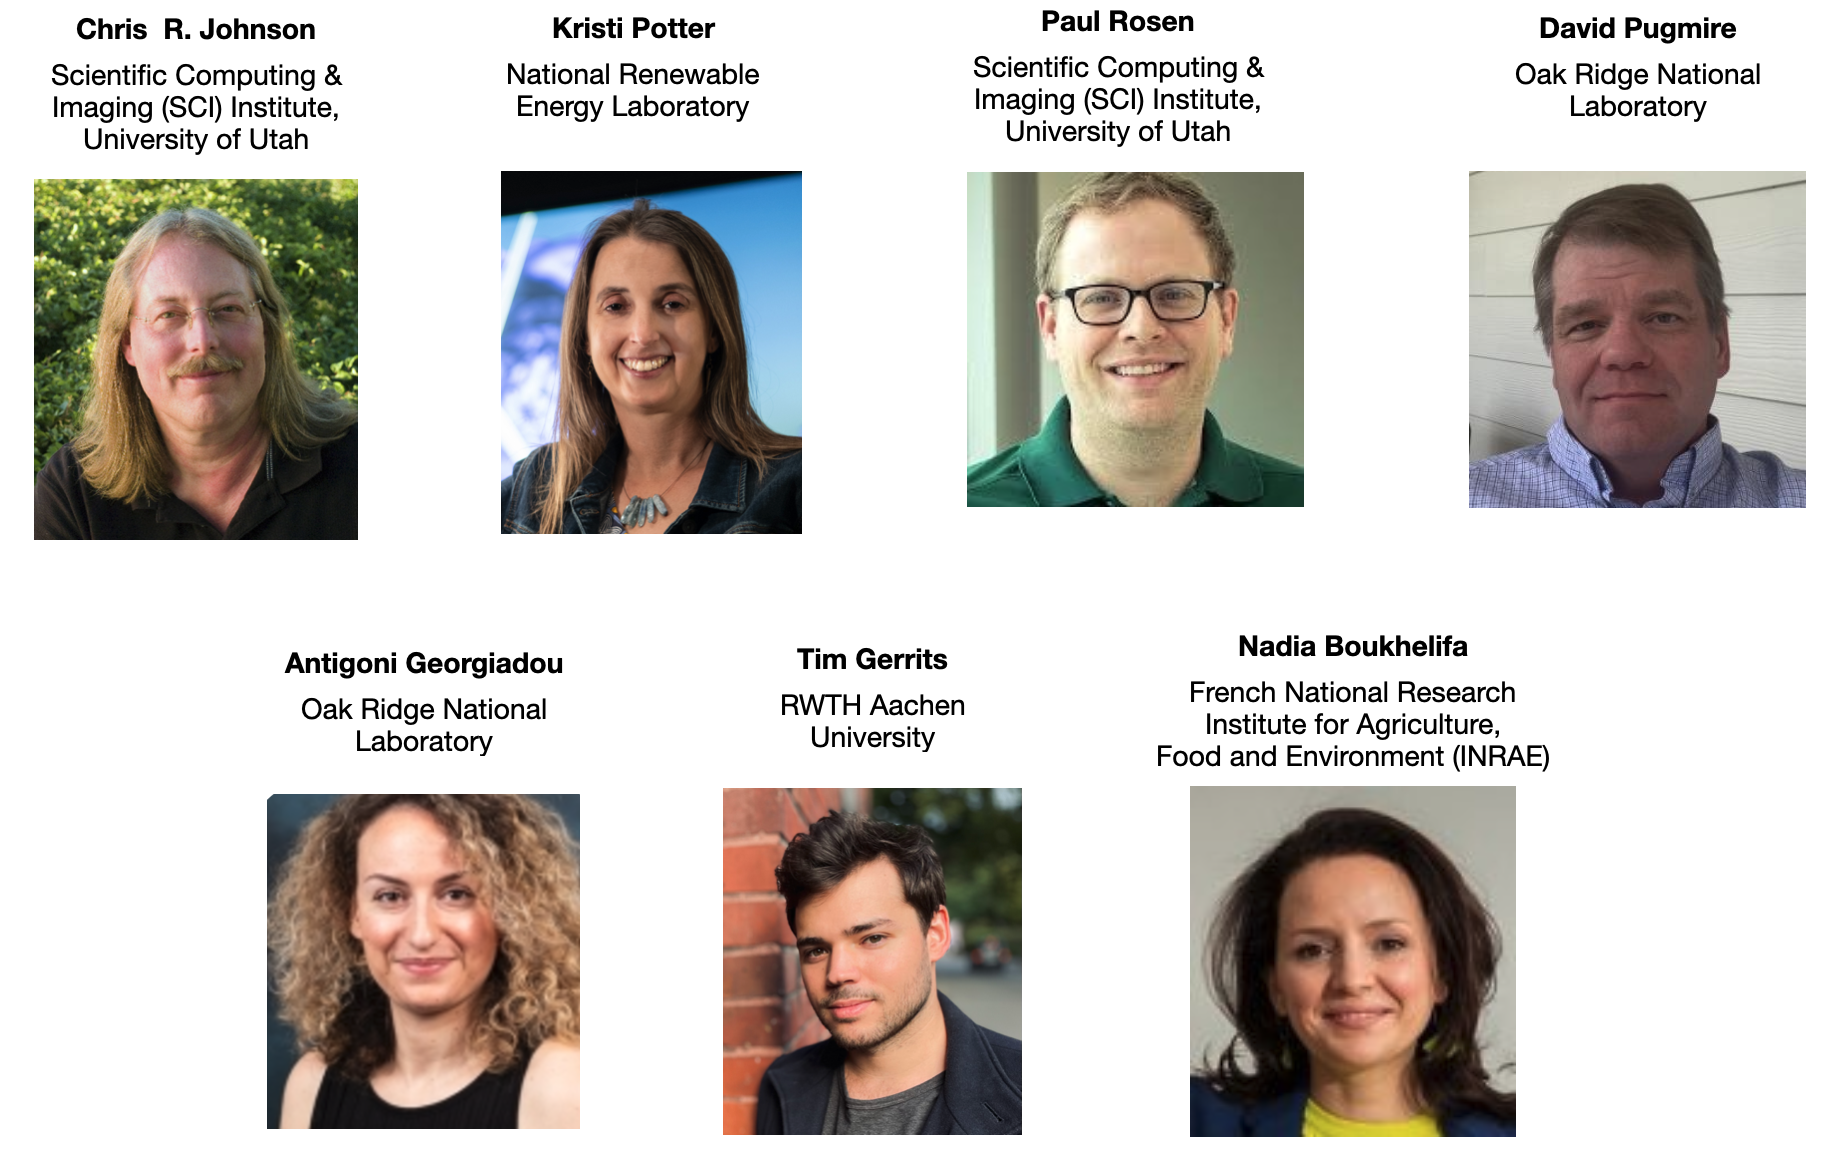 Chris R. Johnson
Scientific Computing &
Imaging (SCI) Institute,
University of Utah
Kristi Potter
National Renewable
Energy Laboratory
Paul Rosen
Scientific Computing &
Imaging (SCI) Institute,
University of Utah
David Pugmire
Oak Ridge National
Laboratory
Antigoni Georgiadou
Oak Ridge National
Laboratory
Tim Gerrits
RWTH Aachen
University
Nadia Boukhelifa
French National Research
Institute for Agriculture,
Food and Environment (INRAE)